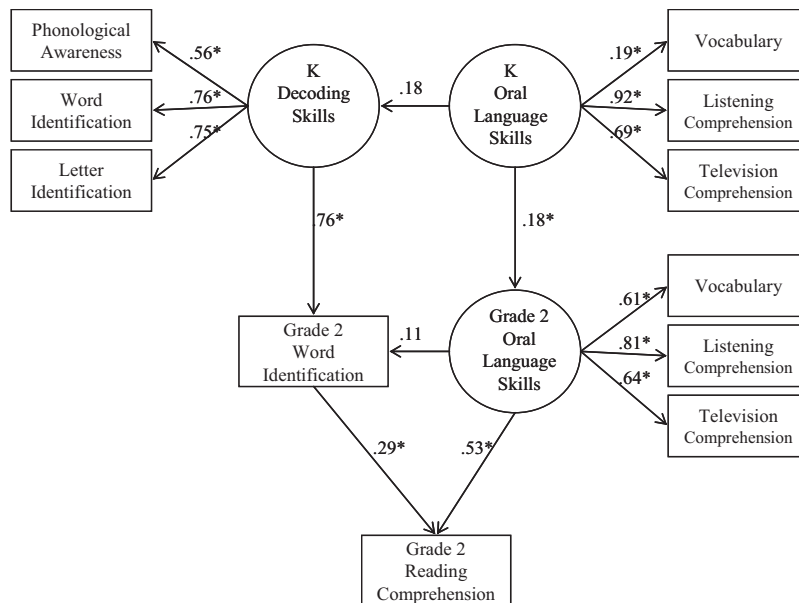 Phonological
Awareness
Word
Identification
Letter
Identification
.56*
.76*
.75*
K
Decoding
Skills
.18
K
Oral
Language
Skills
.19*
.92*
.69*
Vocabulary
Listening
Comprehension
Television
Comprehension
.76*
.18*
Grade 2
Word
Identification
.11
Grade 2
Oral
Language
Skills
.61*
.81*
.64*
Vocabulary
Listening
Comprehension
Television
Comprehension
.29*
.53*
Grade 2
Reading
Comprehension